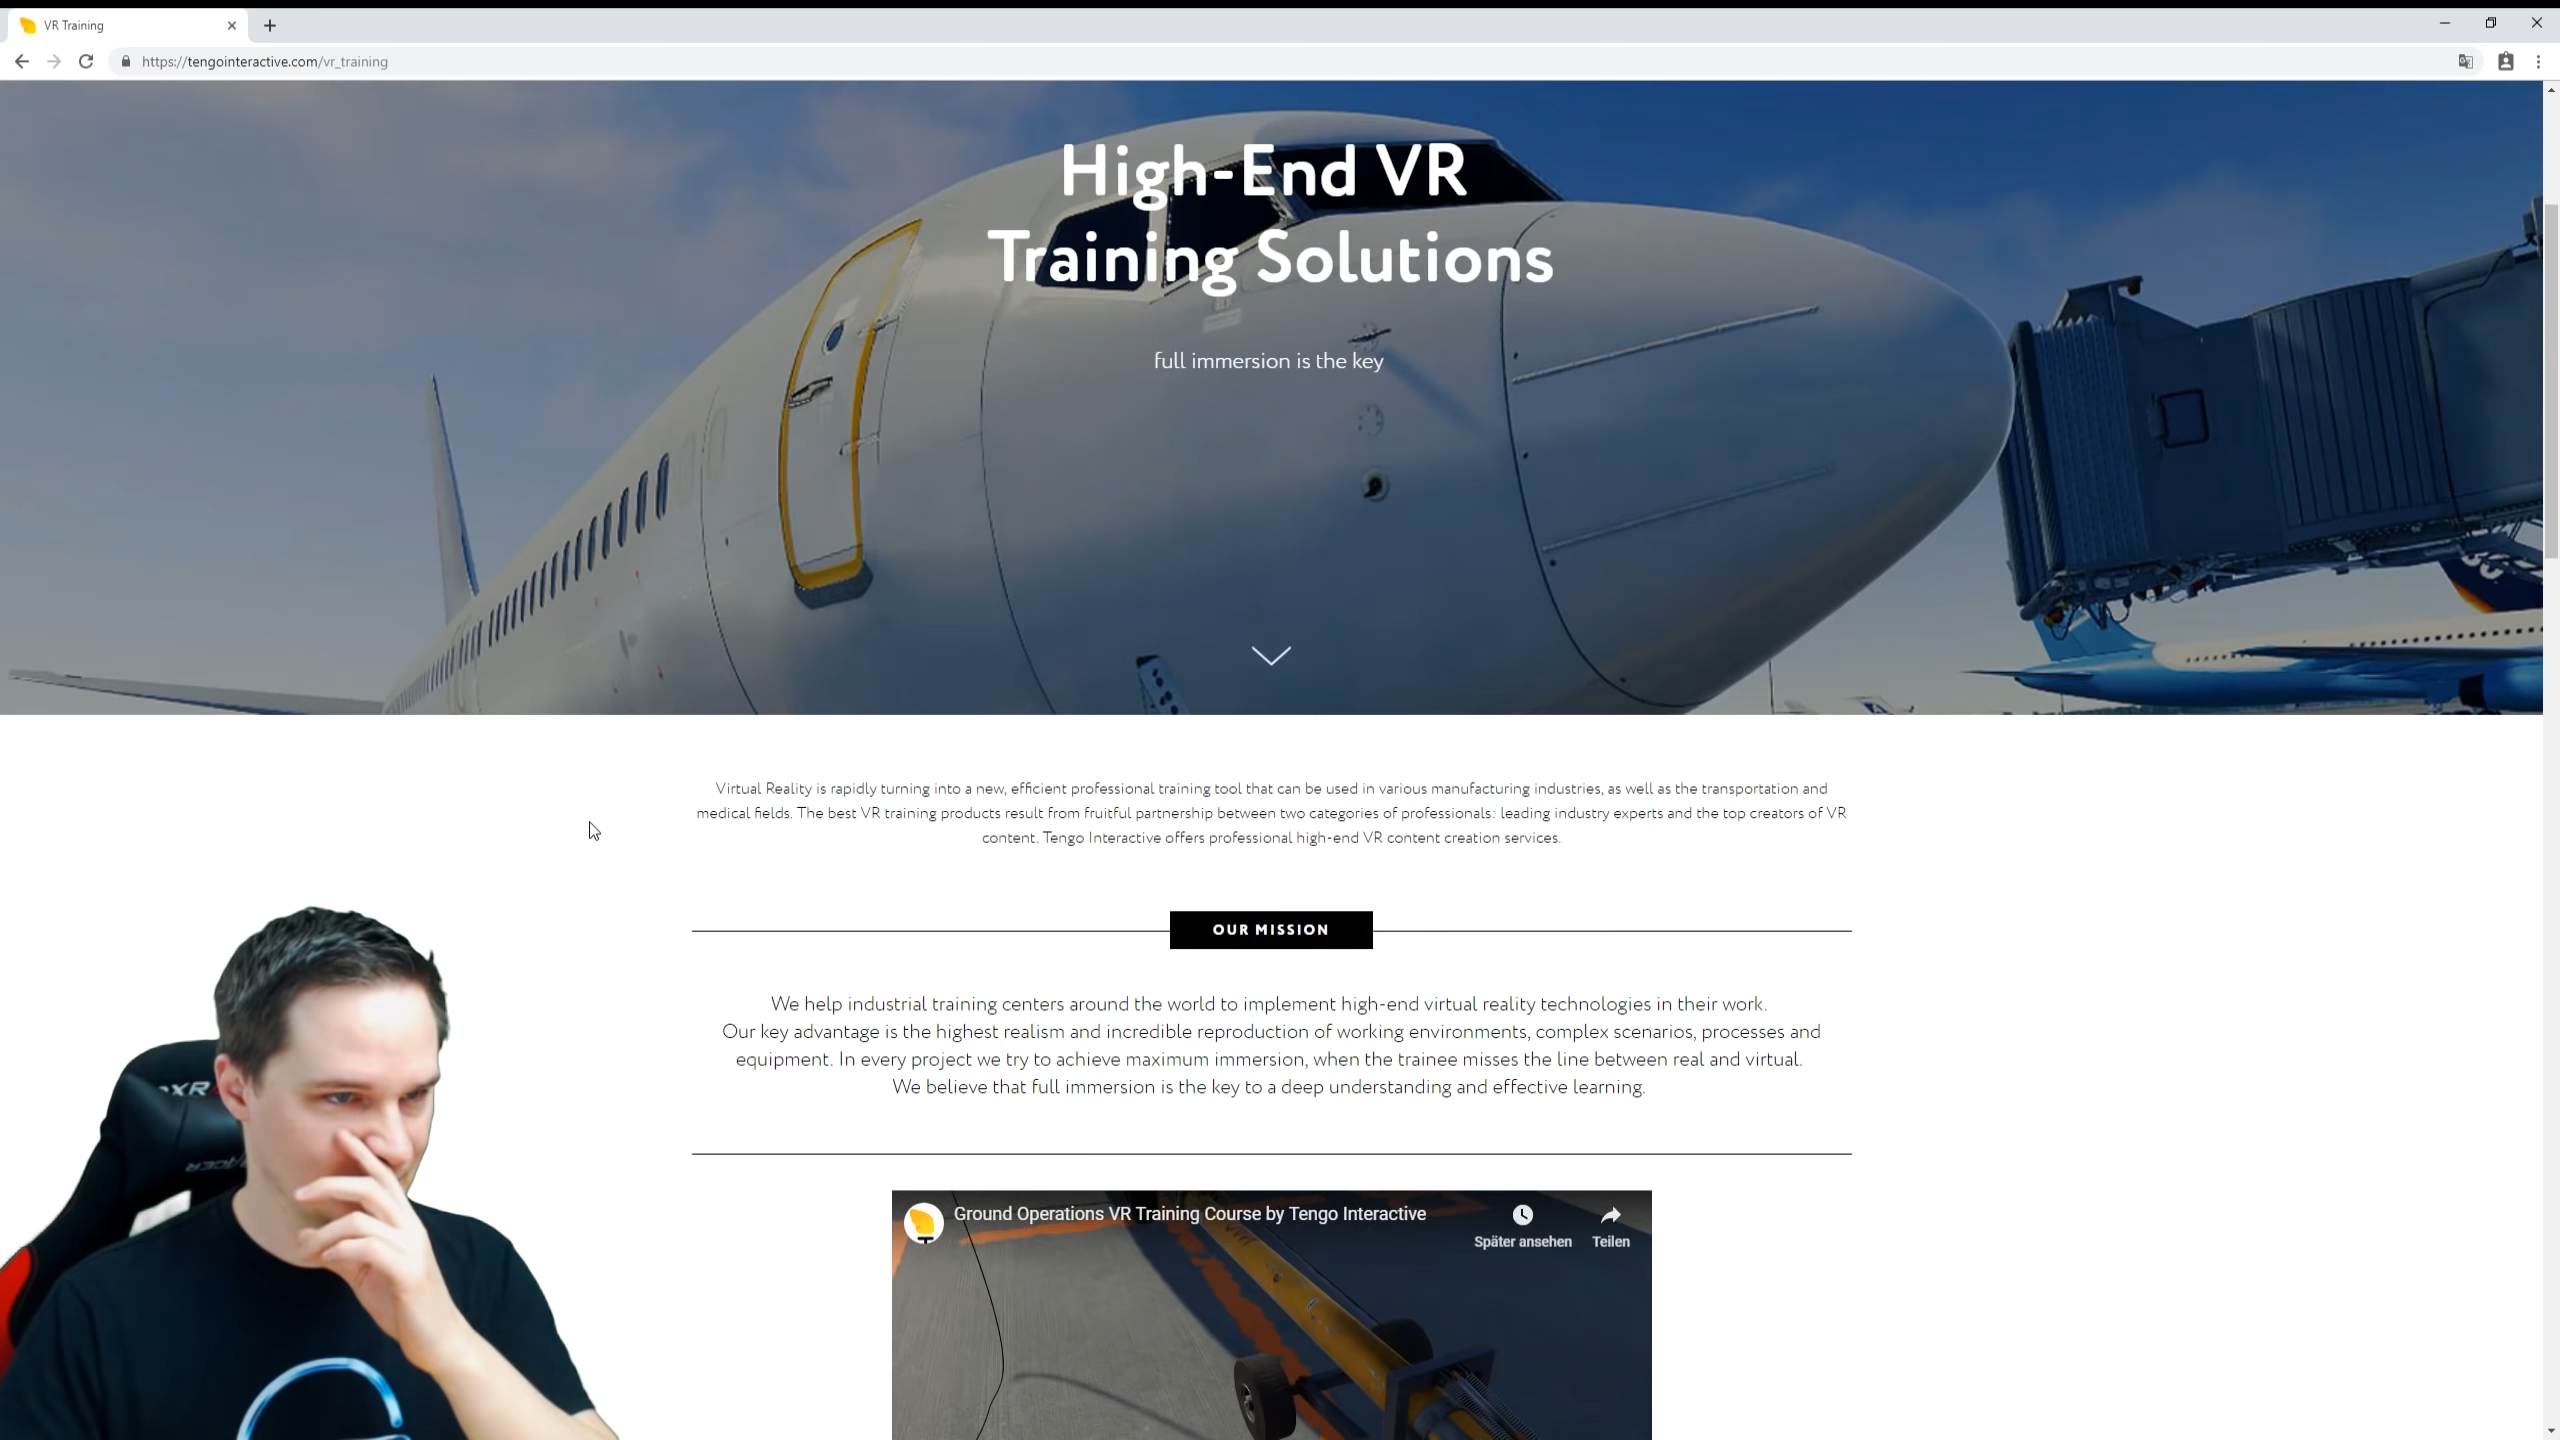 VR Training
https://tengointeractive.com/vr_training
High-End VR
Training Solutions
full immersion is the key
Virtual Reality is rapidly turning into a new, efficient professional training tool that can be used in various manufacturing industries, as well as the transportation and
medical fields. The best VR training products result from fruitful partnership between two categories of professionals: leading industry experts and the top creators of VR
content. Tengo Interactive offers professional high-end VR content creation services.
OUR MISSION
We help industrial training centers around the world to implement high-end virtual reality technologies in their work.
Our key advantage is the highest realism and incredible reproduction of working environments, complex scenarios, processes and
equipment. In every project we try to achieve maximum immersion, when the trainee misses the line between real and virtual.
We believe that full immersion is the key to a deep understanding and effective learning.
Ground Operations VR Training Course by Tengo Interactive
Später ansehen
Teilen